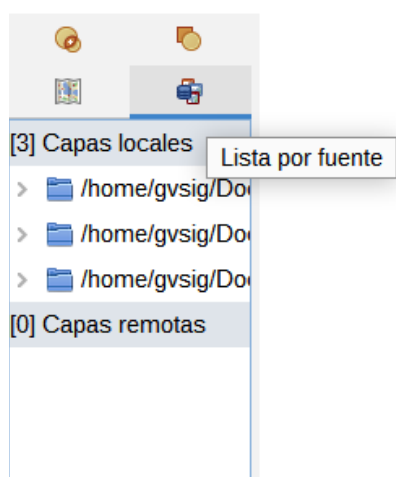 [3] Capas locales
Lista por fuente
/home/gvsig/Do
/home/gvsig/Do
/home/gvsig/Do
[0] Capas remotas